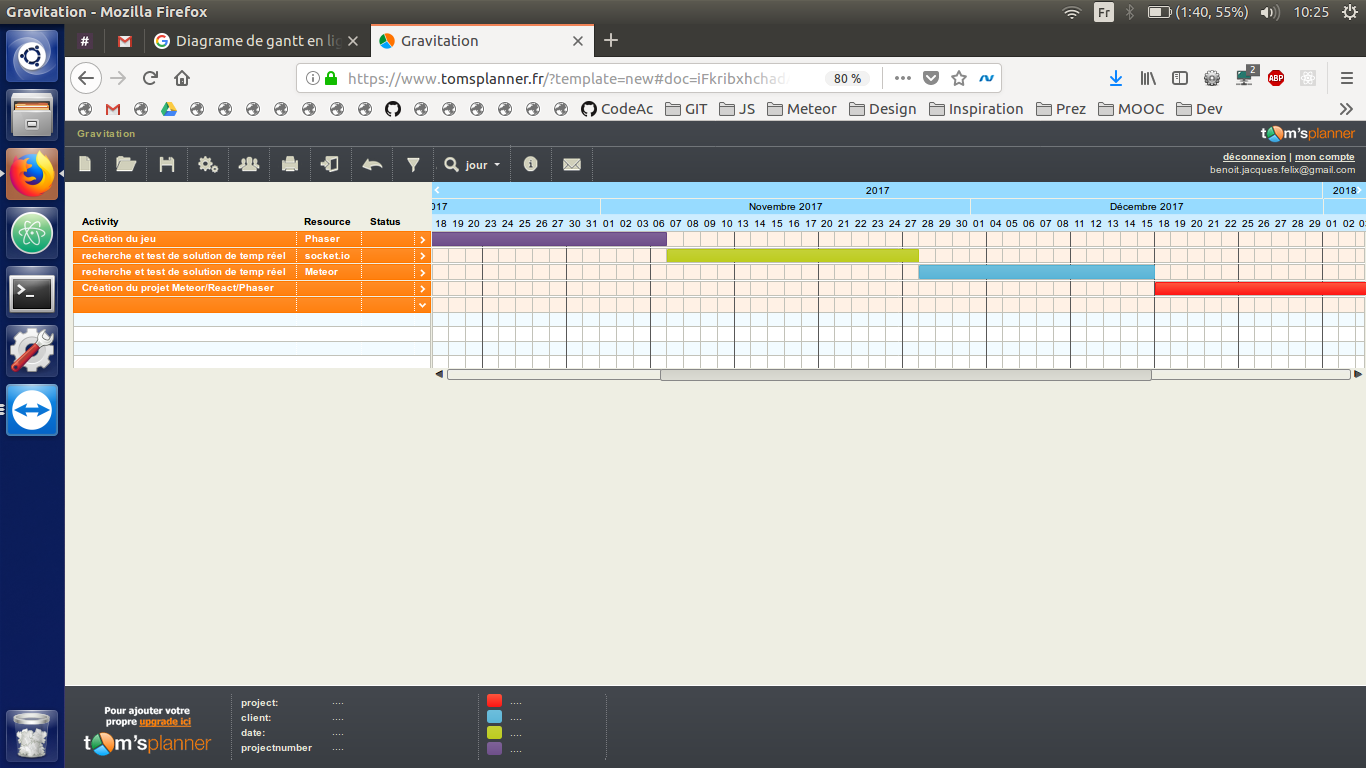 Gravitation - Mozilla Firefox
Fr
(1:40, 55%)
10:25
# Diagrame de gantt en lig
Gravitation
https://www.tomsplanner.fr/?template=new#doc=iFkribxhchad
80 %
2
ABP
CodeAc GIT JS Meteor Design Inspiration Prez MOOC Dev
Gravitation
tom'splanner
jour
déconnexion | mon compte
benoit.jacques.felix@gmail.com
2017 2018
017 Novembre 2017 Décembre 2017
Activity Resource Status
18 19 20 23 24 25 26 27 30 31 01 02 03 06 07 08 09 10 13 14 15 16 17 20 21 22 23 24 27 28 29 30 01 04 05 06 07 08 11 12 13 14 15 18 19 20 21 22 25 26 27 28 29 01 02
Création du jeu Phaser
recherche et test de solution de temp réel socket.io
recherche et test de solution de temp réel Meteor
Création du projet Meteor/React/Phaser
Pour ajouter votre
propre upgrade ici
tom'splanner
project: ....
client: ....
date: ....
projectnumber ....
....
....
....
....